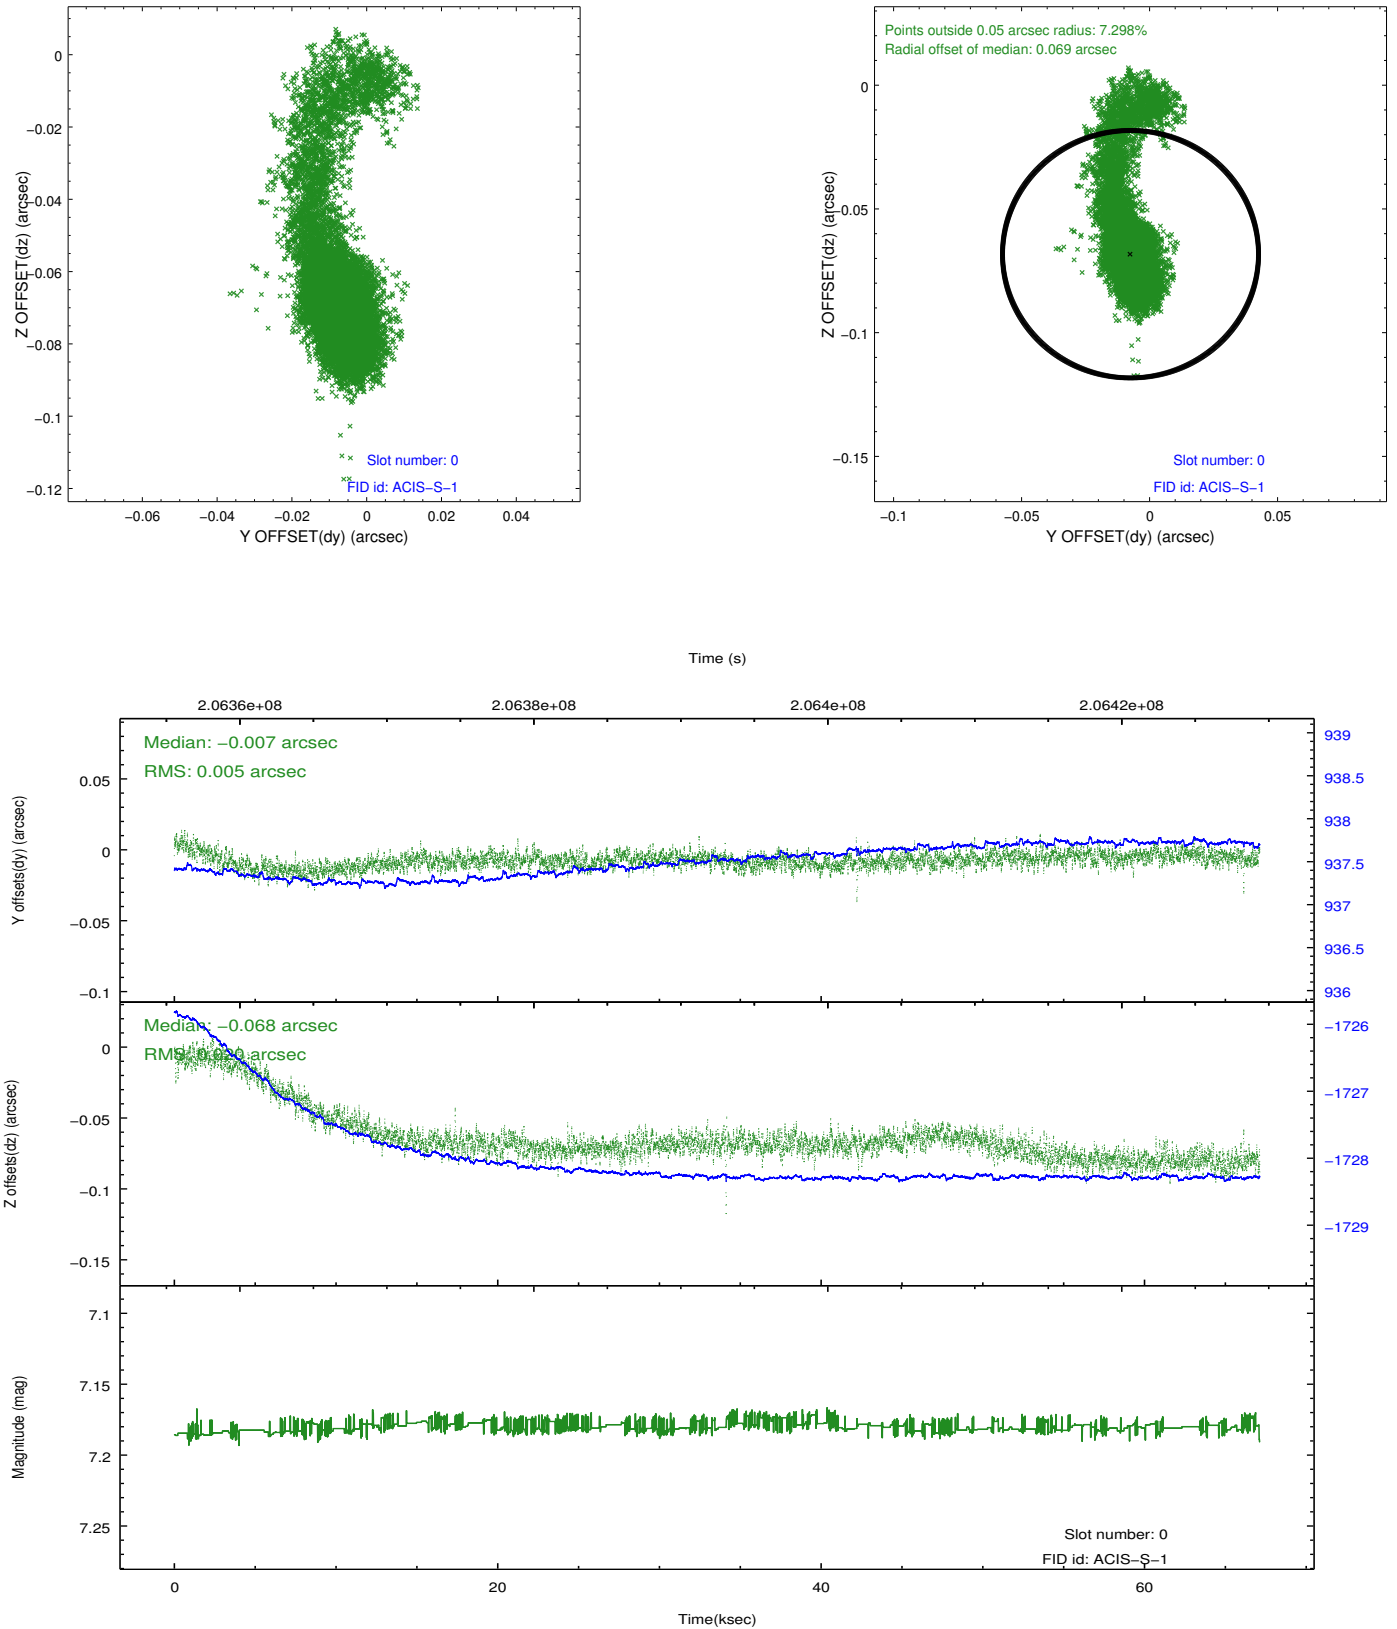 0
−0.02
−0.04
−0.06
−0.08
−0.1
−0.12
Z OFFSET(dz) (arcsec)
Slot number: 0
FID id: ACIS−S−1
−0.06 −0.04 −0.02 0 0.02 0.04
Y OFFSET(dy) (arcsec)
Points outside 0.05 arcsec radius: 7.298%
Radial offset of median: 0.069 arcsec
0
−0.05
−0.1
−0.15
Z OFFSET(dz) (arcsec)
Slot number: 0
FID id: ACIS−S−1
−0.1 −0.05 0 0.05
Y OFFSET(dy) (arcsec)
Time (s)
2.0636e+08 2.0638e+08 2.064e+08 2.0642e+08
Median: −0.007 arcsec
RMS: 0.005 arcsec
0.05
0
−0.05
−0.1
Y offsets(dy) (arcsec)
939
938.5
938
937.5
937
936.5
936
Median: −0.068 arcsec
RMS: 0.020 arcsec
0
−0.05
−0.1
−0.15
Z offsets(dz) (arcsec)
−1726
−1727
−1728
−1729
7.1
7.15
7.2
7.25
Magnitude (mag)
Slot number: 0
FID id: ACIS−S−1
0 20 40 60
Time(ksec)